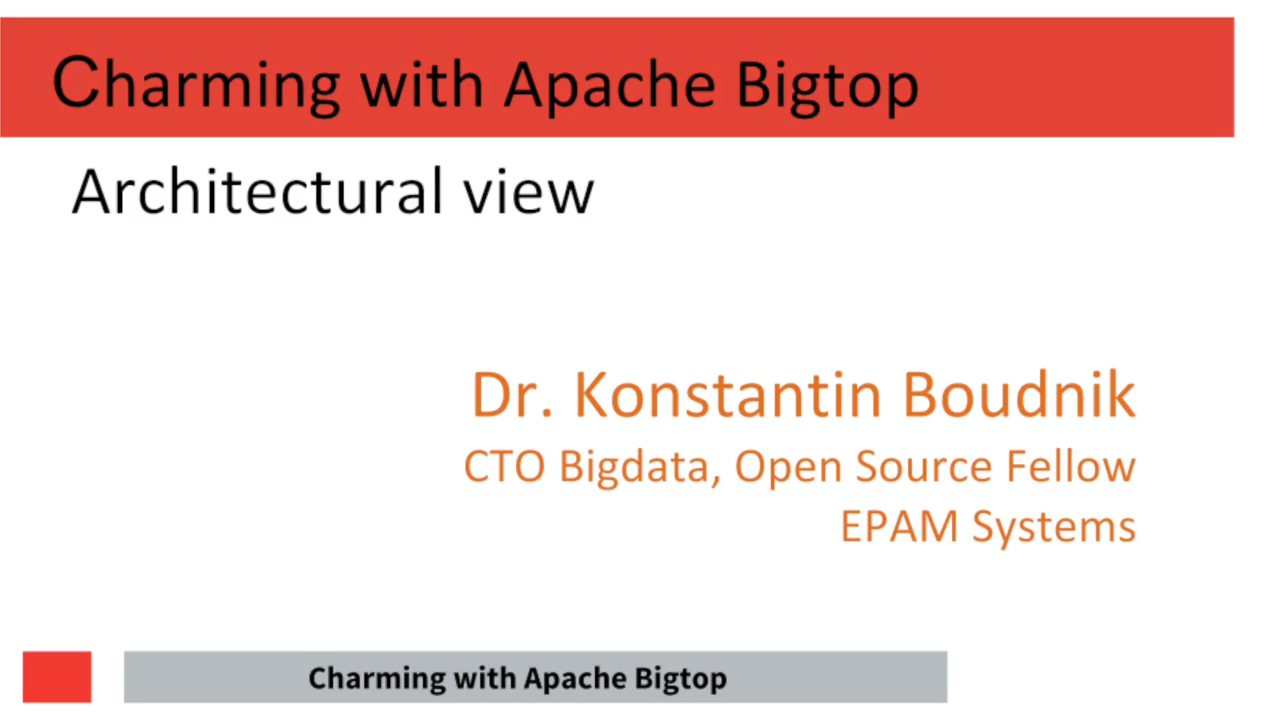 Charming with Apache Bigtop
Architectural view
Dr. Konstantin Boudnik
CTO Bigdata, Open Source Fellow
EPAM Systems
Charming with Apache Bigtop